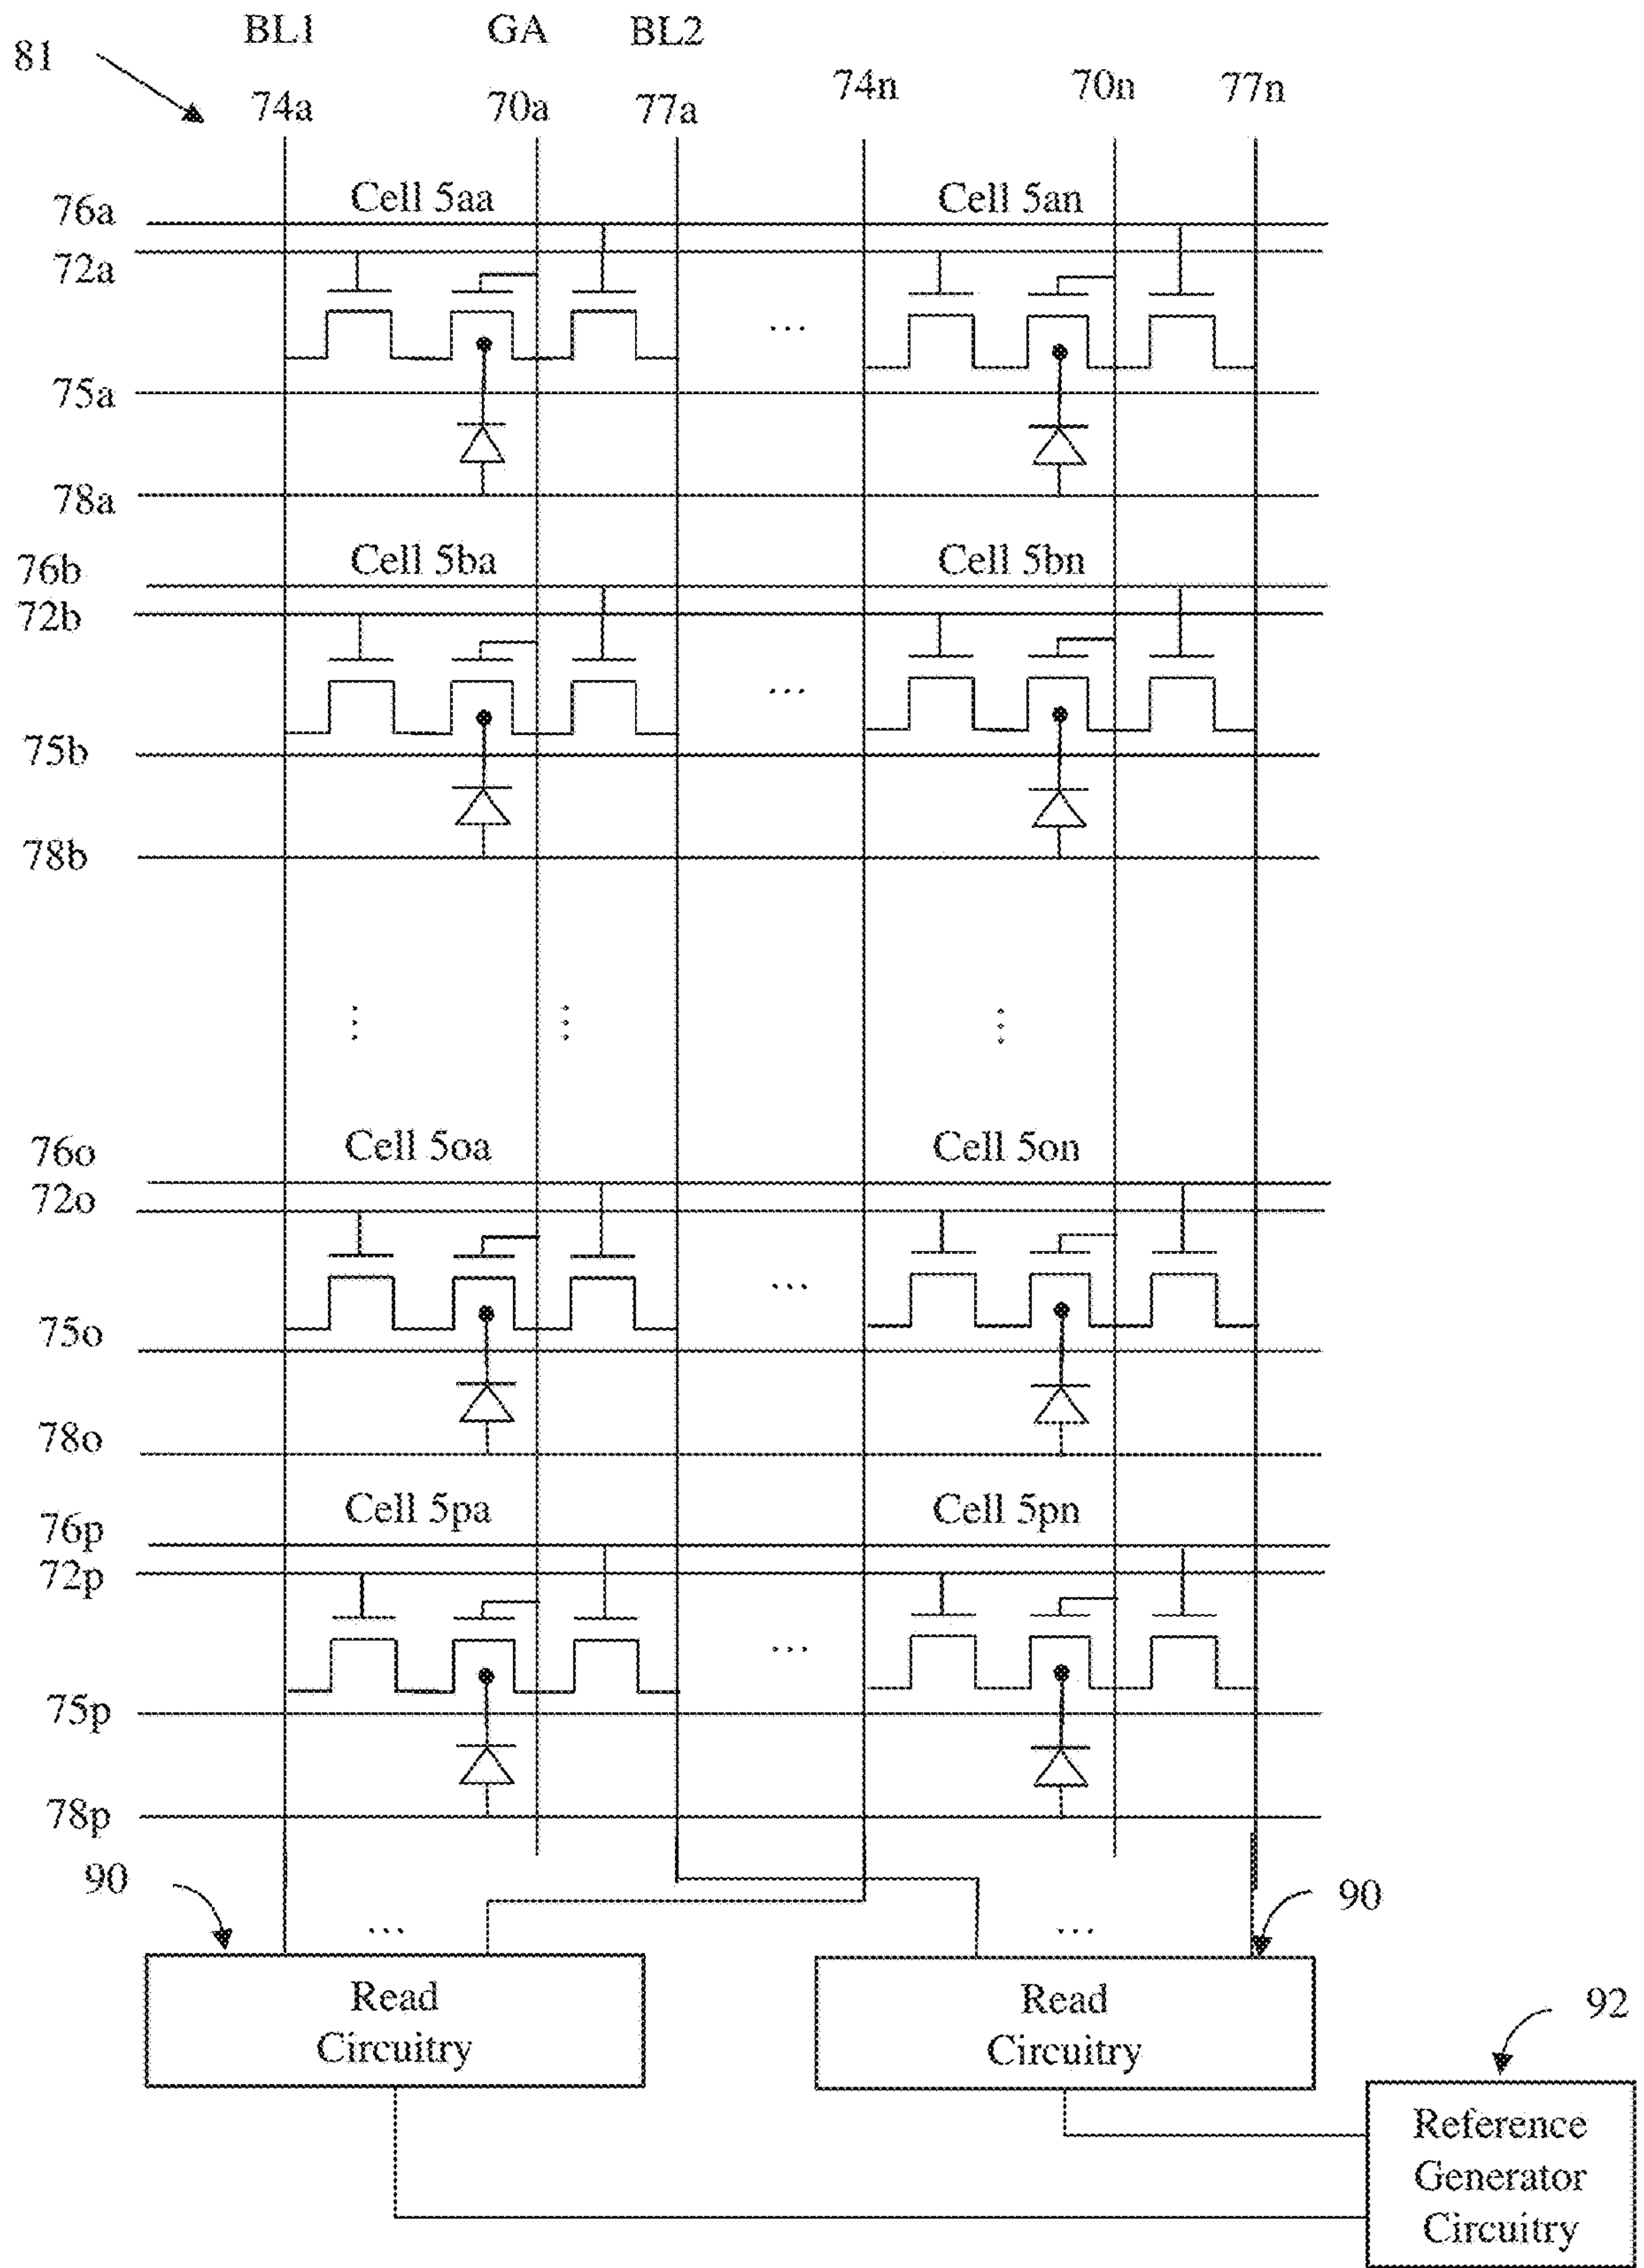 BL1 GA BL2
81
74a 70a 77a 74n 70n 77n
76a Cell 5aa Cell 5an
72a
...
75a
78a
76b Cell 5ba Cell 5bn
72b
...
75b
78b
... ... ...
76o Cell 5oa Cell 5on
72o
...
75o
78o
76p Cell 5pa Cell 5pn
72p
...
75p
78p
90 90
... ...
Read Read
Circuitry Circuitry
92
Reference
Generator
Circuitry